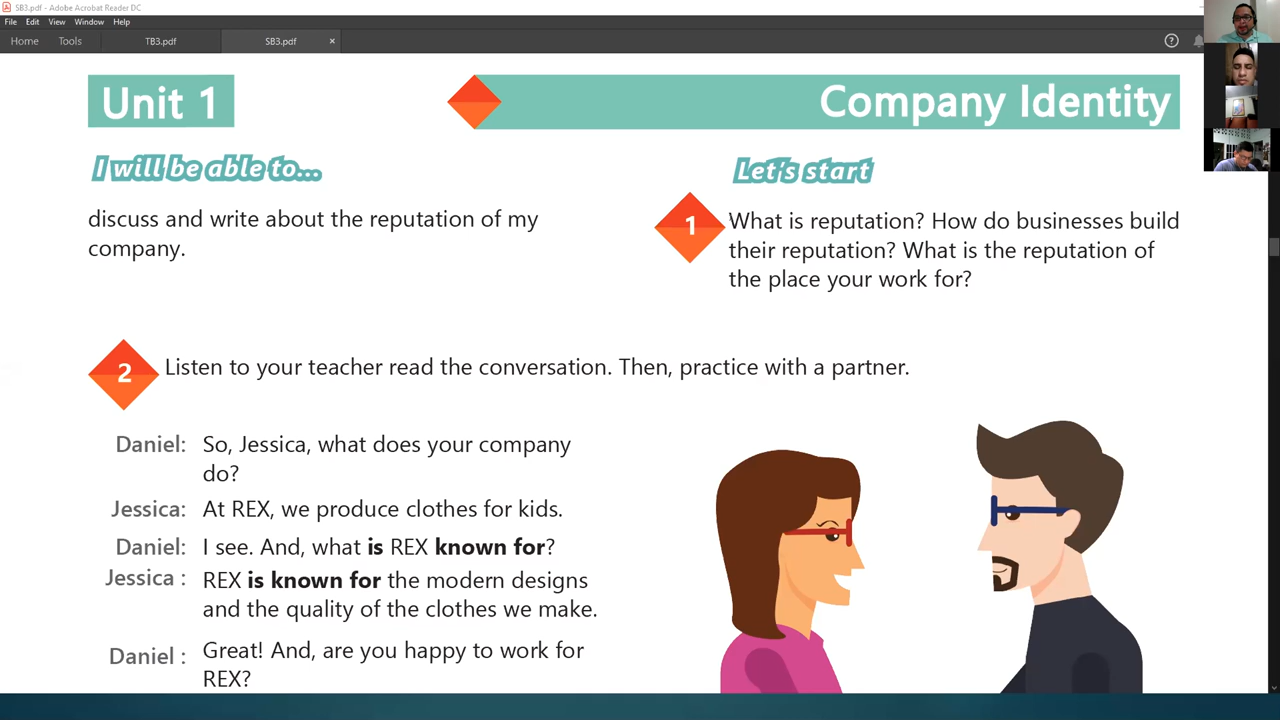 SB3.pdf - Adobe Acrobat Reader DC
File Edit View Window Help
Home Tools TB3.pdf SB3.pdf ×
Unit 1
Company Identity
I will be able to...
discuss and write about the reputation of my
company.
Let's start
1
What is reputation? How do businesses build
their reputation? What is the reputation of
the place your work for?
2
Listen to your teacher read the conversation. Then, practice with a partner.
Daniel: So, Jessica, what does your company
do?
Jessica: At REX, we produce clothes for kids.
Daniel: I see. And, what is REX known for?
Jessica : REX is known for the modern designs
and the quality of the clothes we make.
Daniel : Great! And, are you happy to work for
REX?